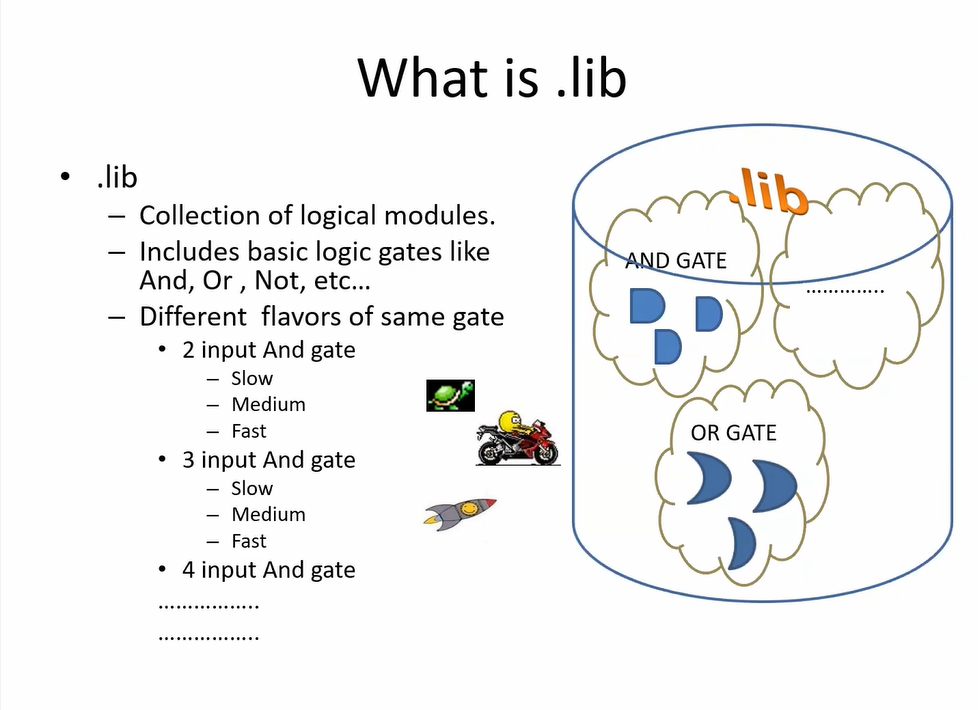 What is .lib
• .lib
– Collection of logical modules.
– Includes basic logic gates like
And, Or , Not, etc…
– Different  flavors of same gate
• 2 input And gate
– Slow
– Medium
– Fast
• 3 input And gate
– Slow
– Medium
– Fast
• 4 input And gate
……………..
……………..
.lib
AND GATE
…………..
OR GATE